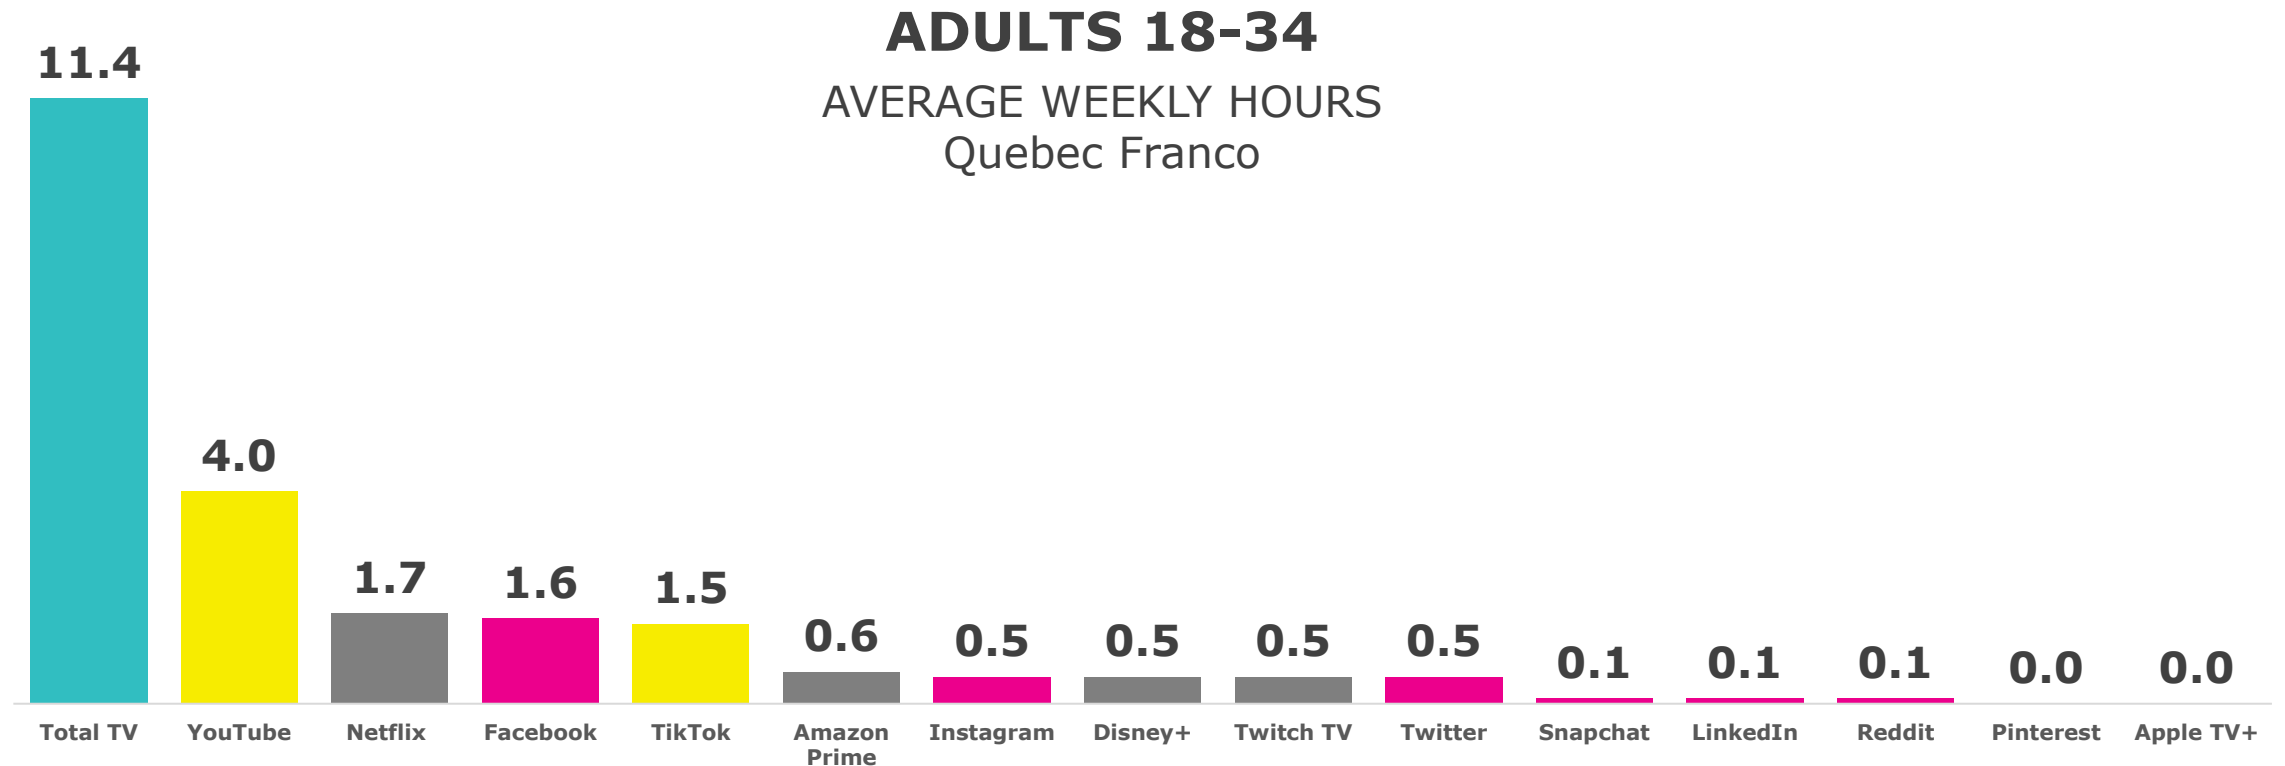 ADULTS 18-34
AVERAGE WEEKLY HOURS
Quebec Franco
11.4
4.0
1.7
1.6
1.5
0.6
0.5
0.5
0.5
0.5
0.1
0.1
0.1
0.0
0.0
Total TV
YouTube
Netflix
Facebook
TikTok
Amazon
Prime
Instagram
Disney+
Twitch TV
Twitter
Snapchat
LinkedIn
Reddit
Pinterest
Apple TV+